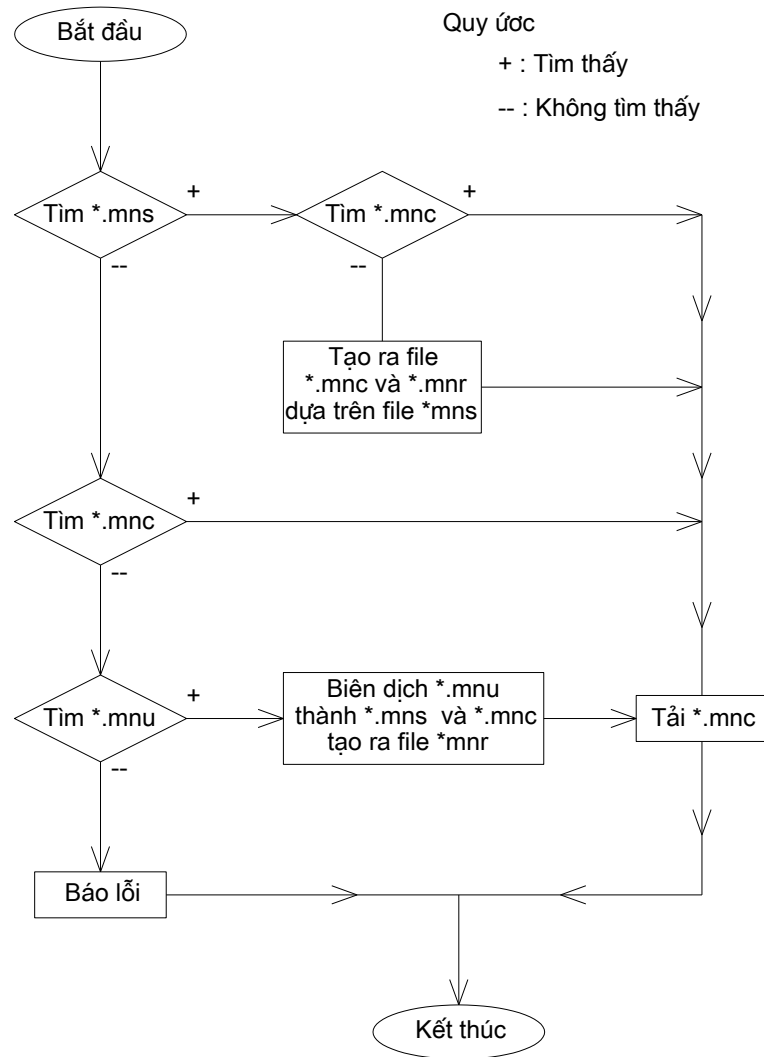 Bắt đầu
Quy ức
+ : Tìm thấy
-- : Không tìm thấy
Tìm *.mns
+
Tìm *.mnc
+
--
--
Tạo ra file
*.mnc và *.mnr
dựa trên file *mns
Tìm *.mnc
+
--
Tìm *.mnu
+
Biên dịch *.mnu
thành *.mns và *.mnc
tạo ra file *mnr
Tải *.mnc
--
Báo lỗi
Kết thúc